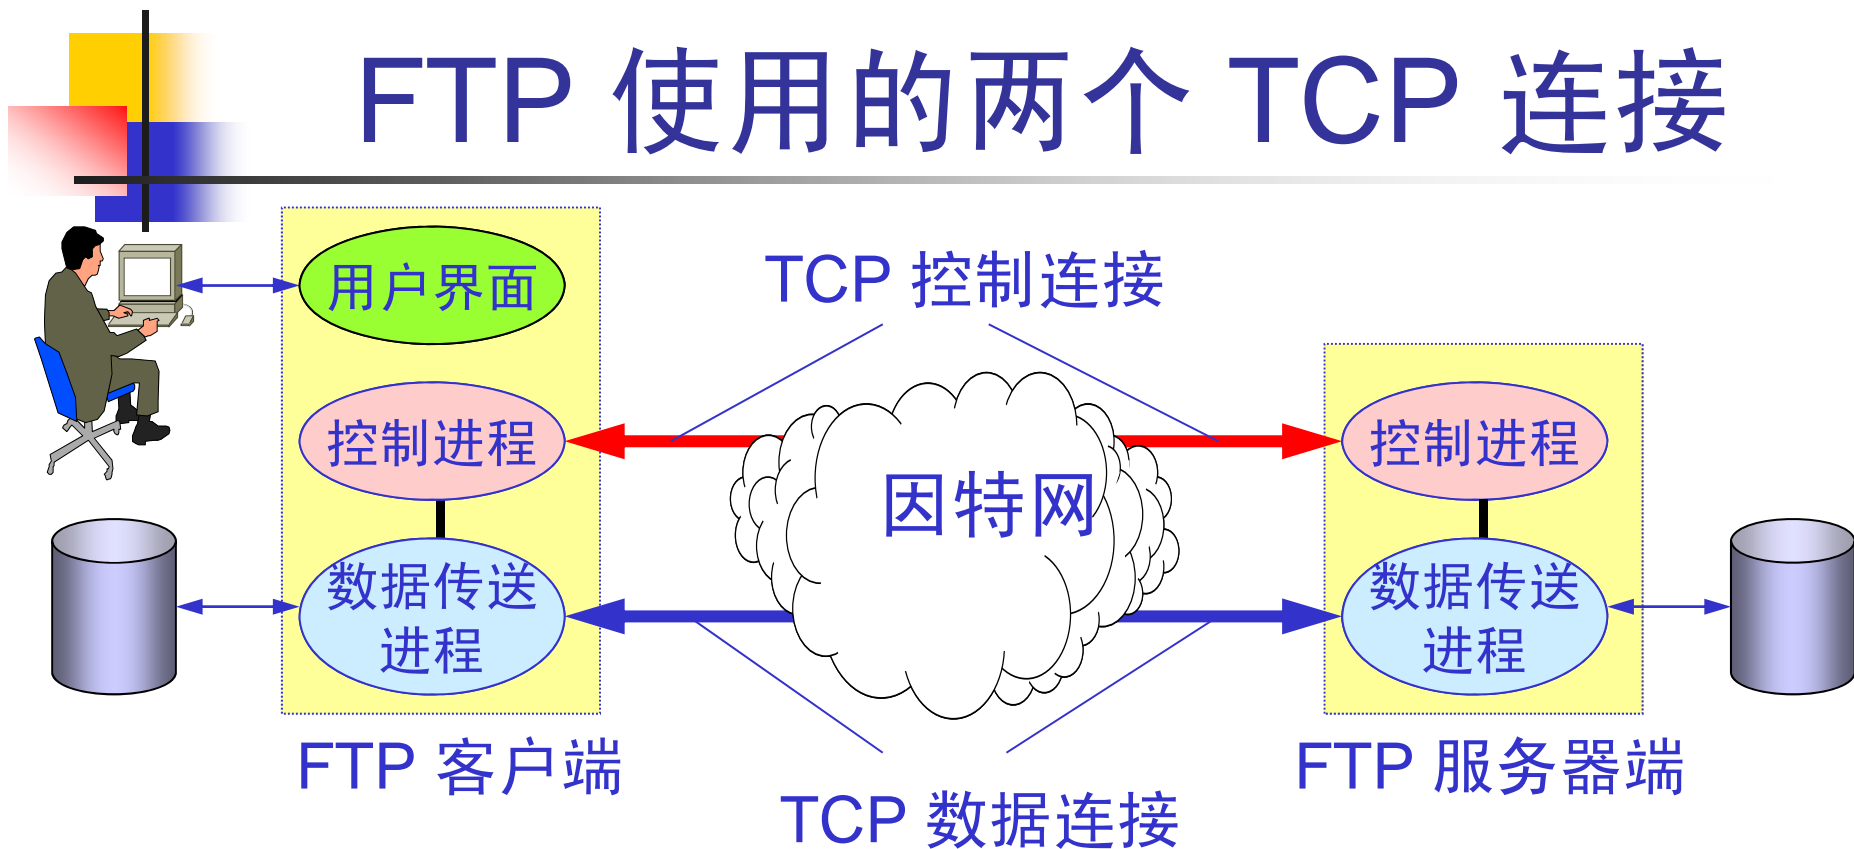 FTP 使用的两个 TCP 连接
用户界面
TCP 控制连接
控制进程
控制进程
因特网
数据传送
进程
数据传送
进程
FTP 客户端
FTP 服务器端
TCP 数据连接